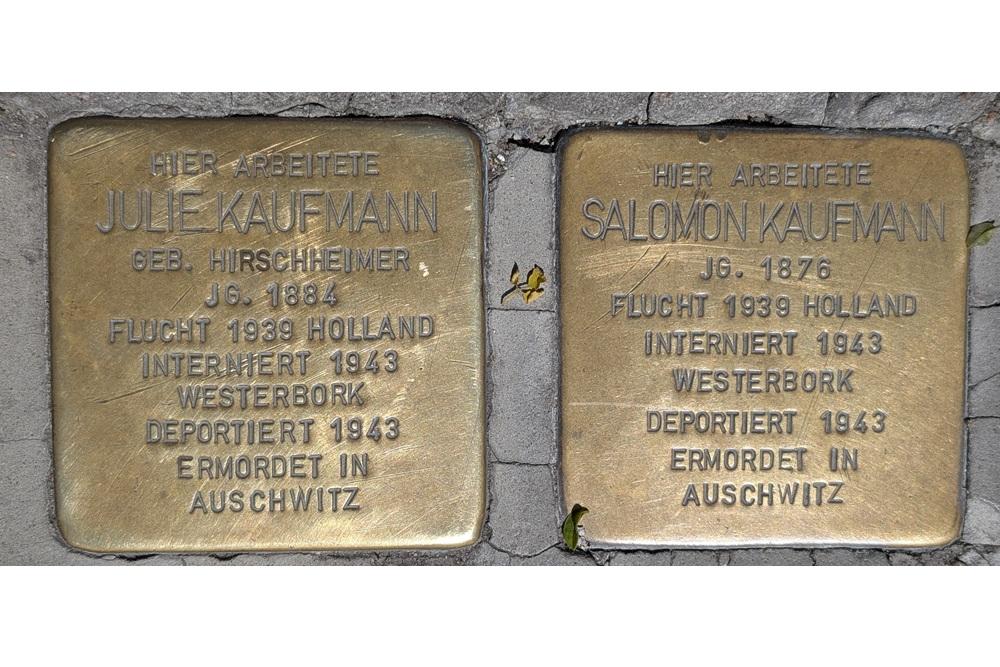 HIER ARBEITETE
JULIE KAUFMANN
GEB. HIRSCHHEIMER
JG. 1884
FLUCHT 1939 HOLLAND
INTERNIERT 1943
WESTERBORK
DEPORTIERT 1943
ERMORDET IN
AUSCHWITZ
HIER ARBEITETE
SALOMON KAUFMANN
JG. 1876
FLUCHT 1939 HOLLAND
INTERNIERT 1943
WESTERBORK
DEPORTIERT 1943
ERMORDET IN
AUSCHWITZ